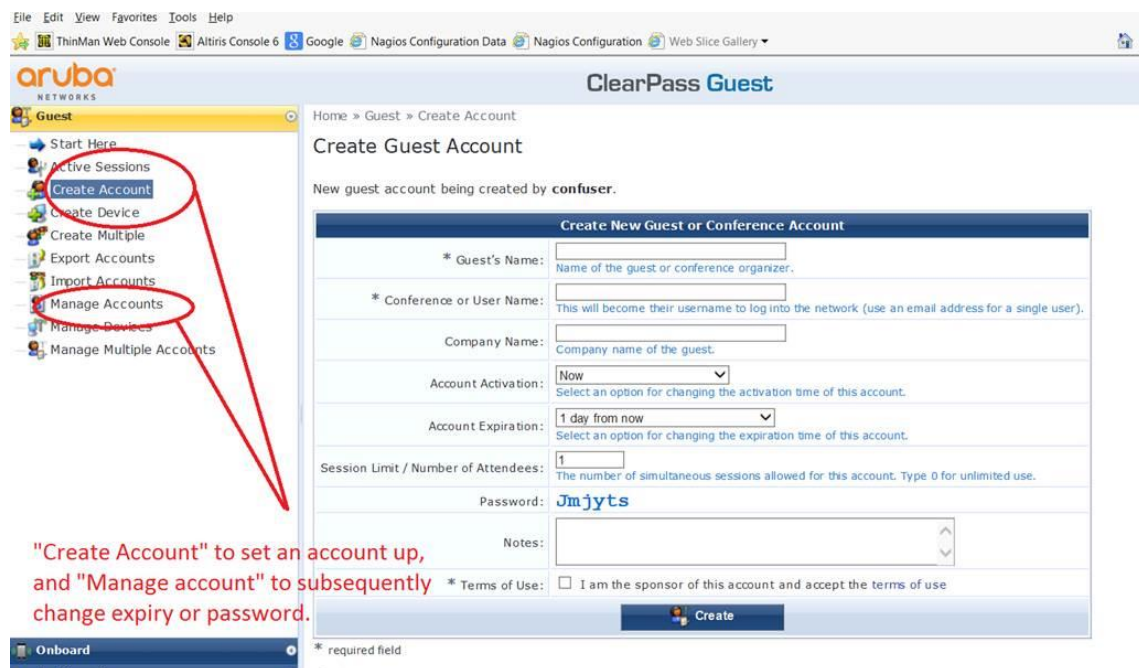 File Edit View Favorites Tools Help
ThinMan Web Console Altiris Console 6 Google Nagios Configuration Data Nagios Configuration Web Slice Gallery
aruba
NETWORKS
ClearPass Guest
Guest
Start Here
Active Sessions
Create Account
Create Device
Create Multiple
Export Accounts
Import Accounts
Manage Accounts
Manage Devices
Manage Multiple Accounts
"Create Account" to set an account up,
and "Manage account" to subsequently
change expiry or password.
Onboard
Home » Guest » Create Account
Create Guest Account
New guest account being created by confuser.
Create New Guest or Conference Account
* Guest's Name:
Name of the guest or conference organizer.
* Conference or User Name:
This will become their username to log into the network (use an email address for a single user).
Company Name:
Company name of the guest.
Account Activation: Now
Select an option for changing the activation time of this account.
Account Expiration: 1 day from now
Select an option for changing the expiration time of this account.
Session Limit / Number of Attendees: 1
The number of simultaneous sessions allowed for this account. Type 0 for unlimited use.
Password: Jmjyts
Notes:
* Terms of Use: I am the sponsor of this account and accept the terms of use
Create
* required field